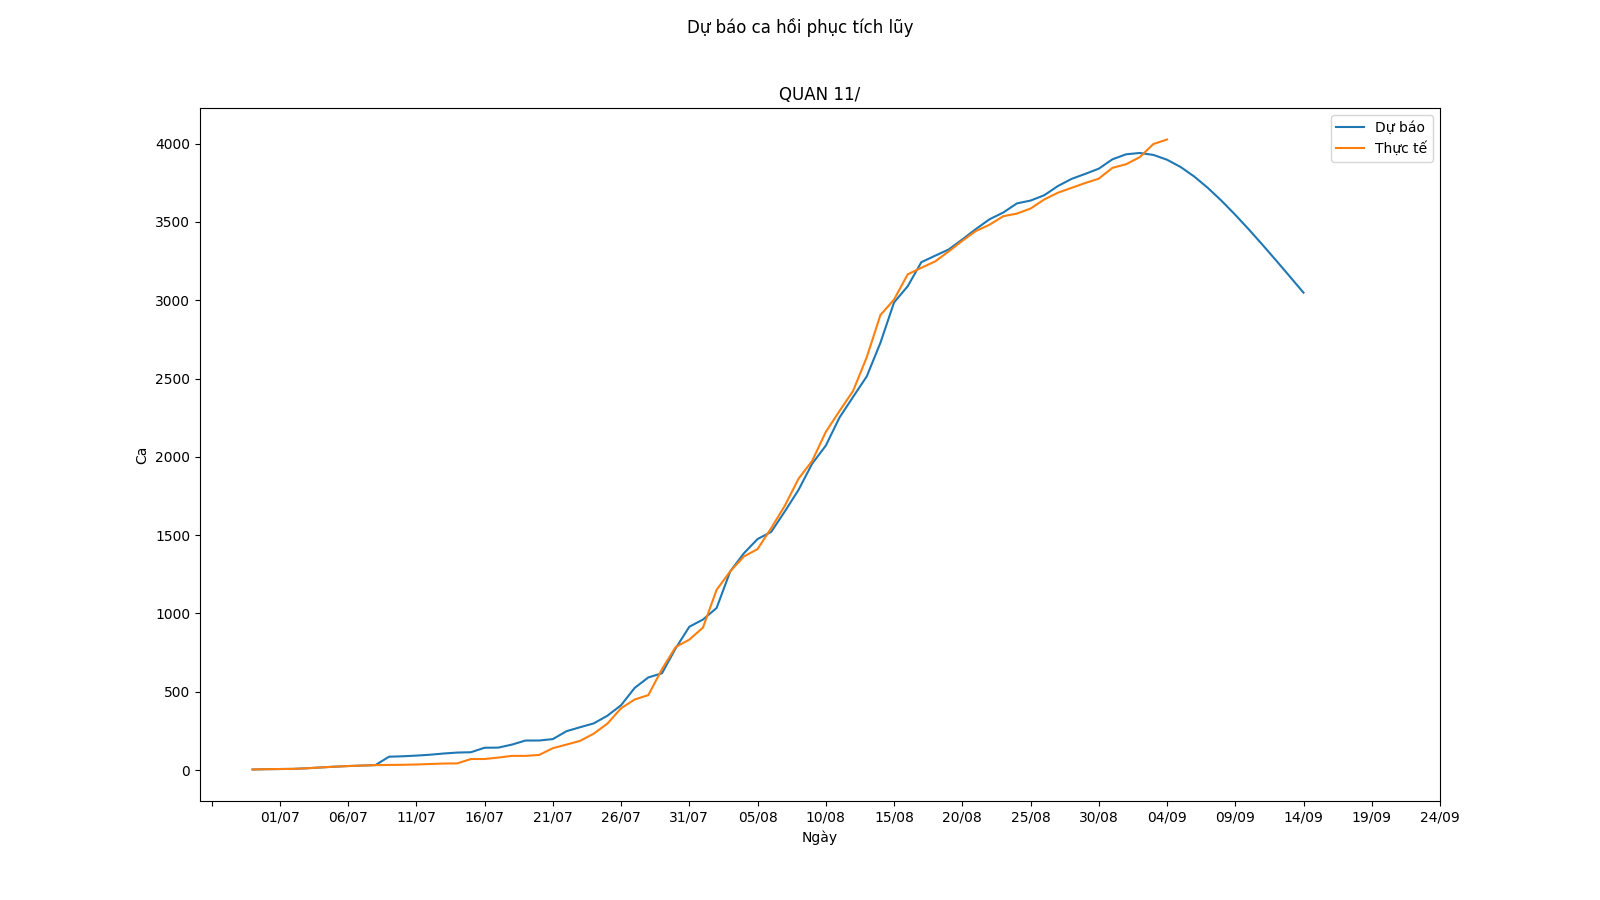 Dự báo ca hồi phục tích lũy
QUAN 11/
Dự báo
Thực tế
4000
3500
3000
2500
2000
1500
1000
500
0
Ca
01/07 06/07 11/07 16/07 21/07 26/07 31/07 05/08 10/08 15/08 20/08 25/08 30/08 04/09 09/09 14/09 19/09 24/09
Ngày